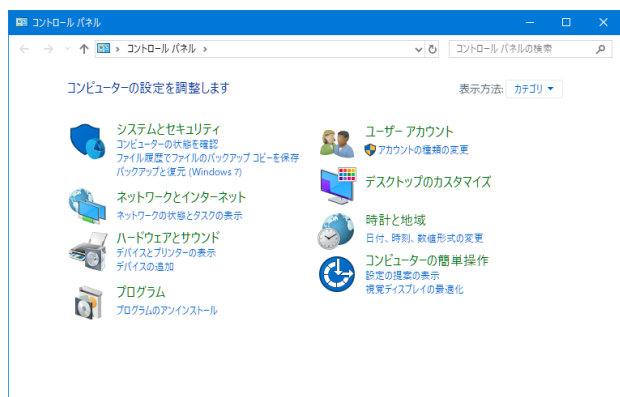 コントロール パネル
コントロール パネル
コントロール パネルの検索
コンピューターの設定を調整します
表示方法: カテゴリ
システムとセキュリティ
コンピューターの状態を確認
ファイル履歴でファイルのバックアップ コピーを保存
バックアップと復元 (Windows 7)
ネットワークとインターネット
ネットワークの状態とタスクの表示
ハードウェアとサウンド
デバイスとプリンターの表示
デバイスの追加
プログラム
プログラムのアンインストール
ユーザー アカウント
アカウントの種類の変更
デスクトップのカスタマイズ
時計と地域
日付、時刻、数値形式の変更
コンピューターの簡単操作
設定の提案の表示
視覚ディスプレイの最適化